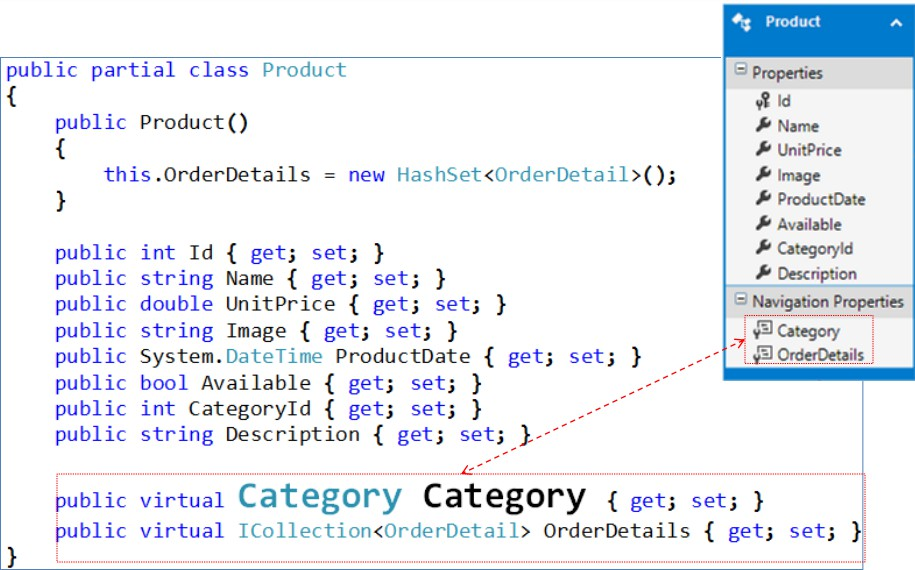 public partial class Product
{
public Product()
{
this.OrderDetails = new HashSet<OrderDetail>();
}
public int Id { get; set; }
public string Name { get; set; }
public double UnitPrice { get; set; }
public string Image { get; set; }
public System.DateTime ProductDate { get; set; }
public bool Available { get; set; }
public int CategoryId { get; set; }
public string Description { get; set; }
public virtual Category Category { get; set; }
public virtual ICollection<OrderDetail> OrderDetails { get; set; }
}
Product
Properties
Id
Name
UnitPrice
Image
ProductDate
Available
CategoryId
Description
Navigation Properties
Category
OrderDetails